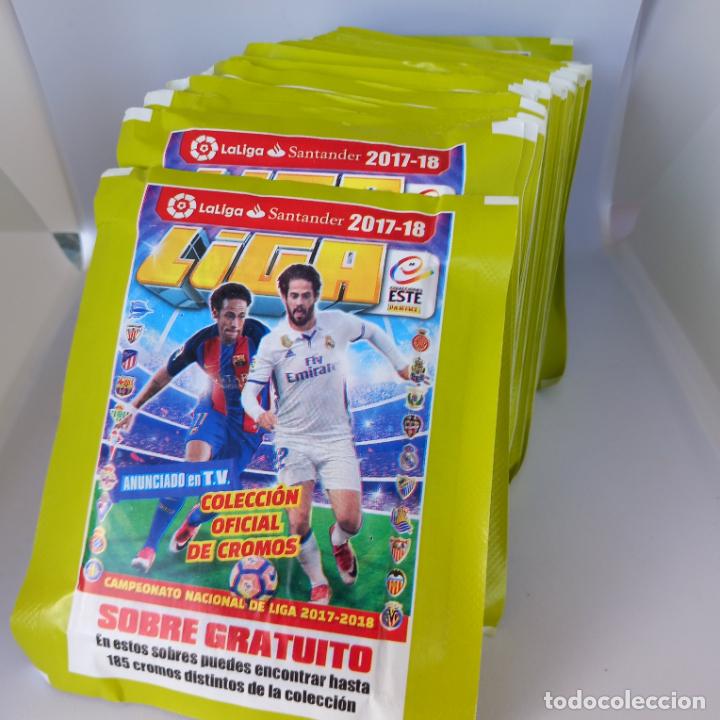 LaLiga Santander 2017-18
LaLiga Santander 2017-18
LiGA
COLECCIONES
ESTE
PANINI
Fly
Emirates
11
ANUNCIADO en T.V.
COLECCIÓN
OFICIAL
DE CROMOS
CAMPEONATO NACIONAL DE LIGA 2017-2018
SOBRE GRATUITO
En estos sobres puedes encontrar hasta
185 cromos distintos de la colección
todocoleccion